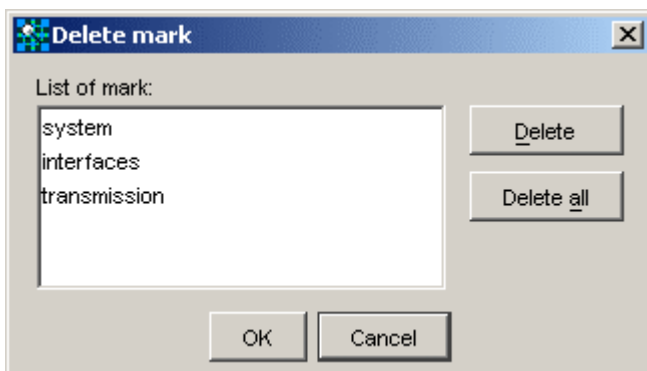 Delete mark
List of mark:
system
interfaces
transmission
Delete
Delete all
OK
Cancel